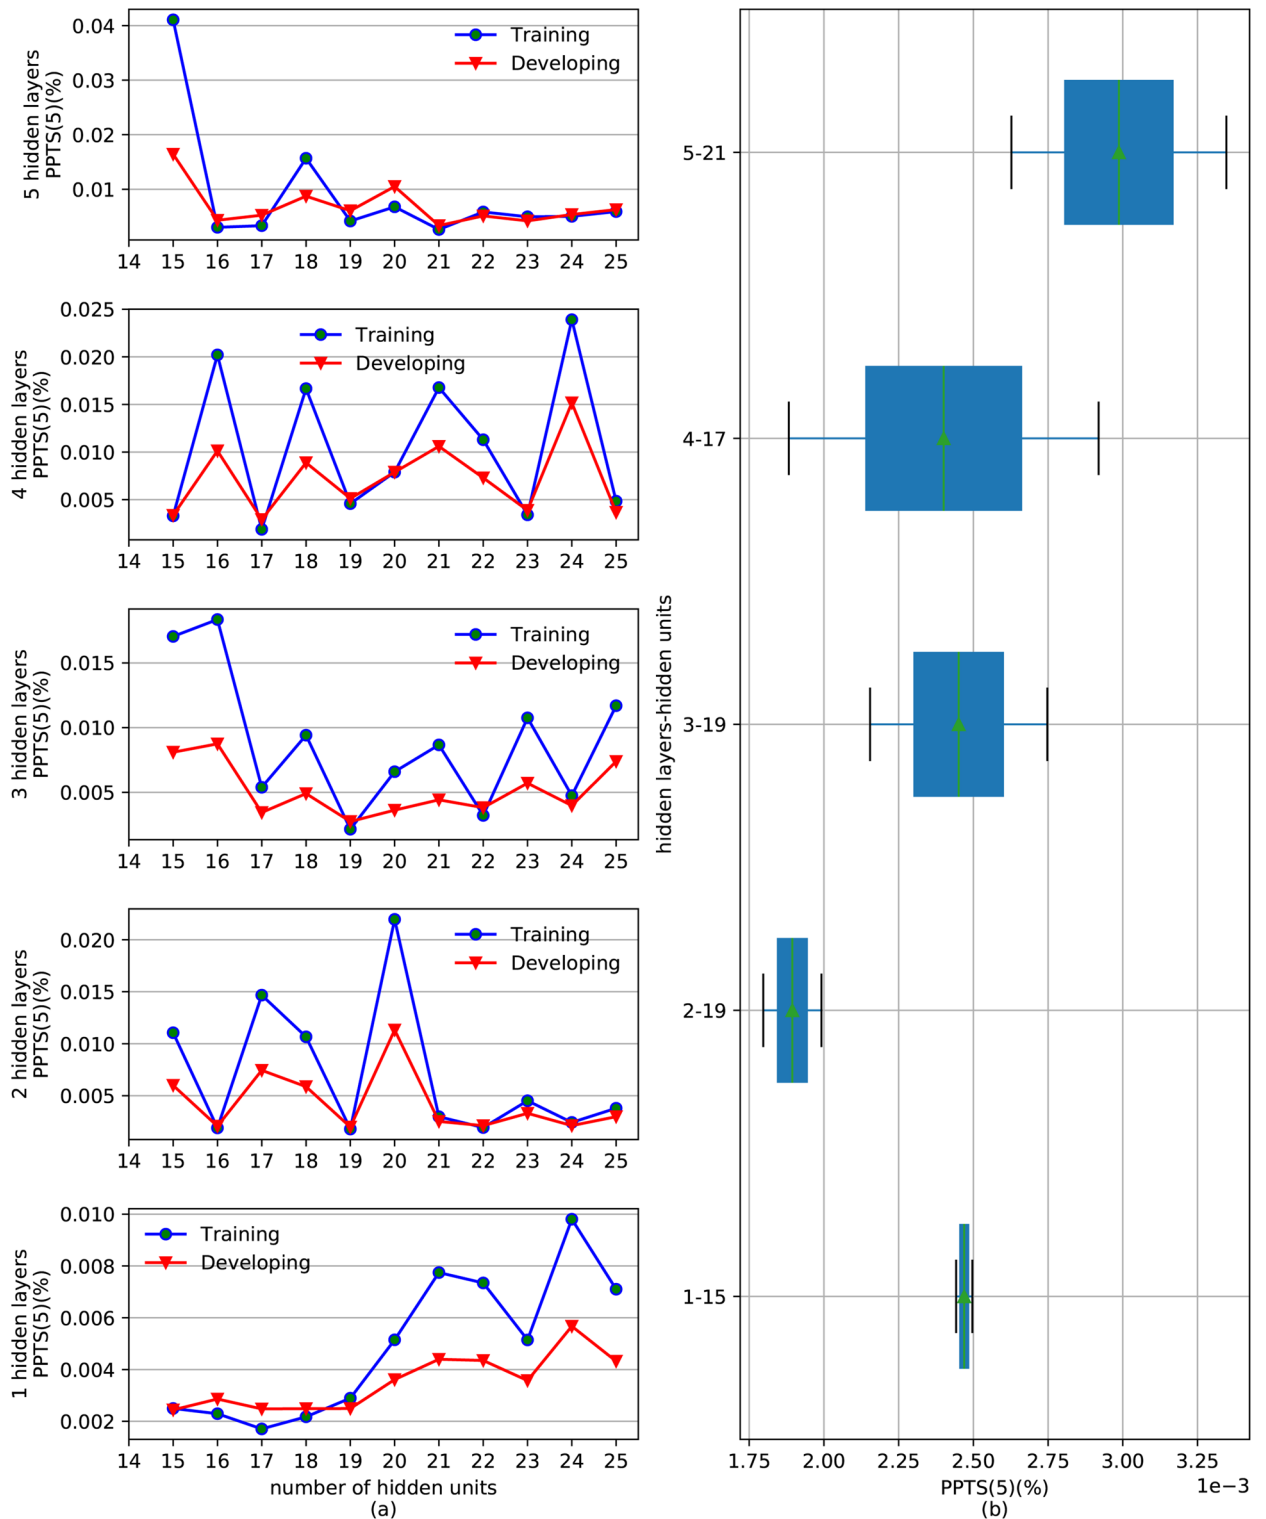 5 hidden layers
PPTS(5)(%)
0.04
0.03
0.02
0.01
Training
Developing
14 15 16 17 18 19 20 21 22 23 24 25
4 hidden layers
PPTS(5)(%)
0.025
0.020
0.015
0.010
0.005
Training
Developing
14 15 16 17 18 19 20 21 22 23 24 25
3 hidden layers
PPTS(5)(%)
0.015
0.010
0.005
Training
Developing
14 15 16 17 18 19 20 21 22 23 24 25
2 hidden layers
PPTS(5)(%)
0.020
0.015
0.010
0.005
Training
Developing
14 15 16 17 18 19 20 21 22 23 24 25
1 hidden layers
PPTS(5)(%)
0.010
0.008
0.006
0.004
0.002
Training
Developing
14 15 16 17 18 19 20 21 22 23 24 25
number of hidden units
(a)
hidden layers-hidden units
5-21
4-17
3-19
2-19
1-15
1.75 2.00 2.25 2.50 2.75 3.00 3.25
1e−3
PPTS(5)(%)
(b)